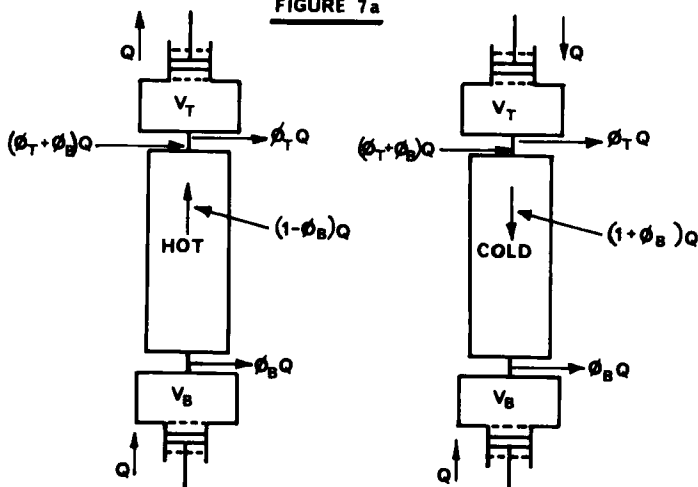 FIGURE 7a
Q
V_T
(ø_T+ø_B)Q
ø_TQ
(1-ø_B)Q
HOT
ø_BQ
V_B
Q
Q
V_T
(ø_T+ø_B)Q
ø_TQ
(1+ø_B)Q
COLD
ø_BQ
V_B
Q